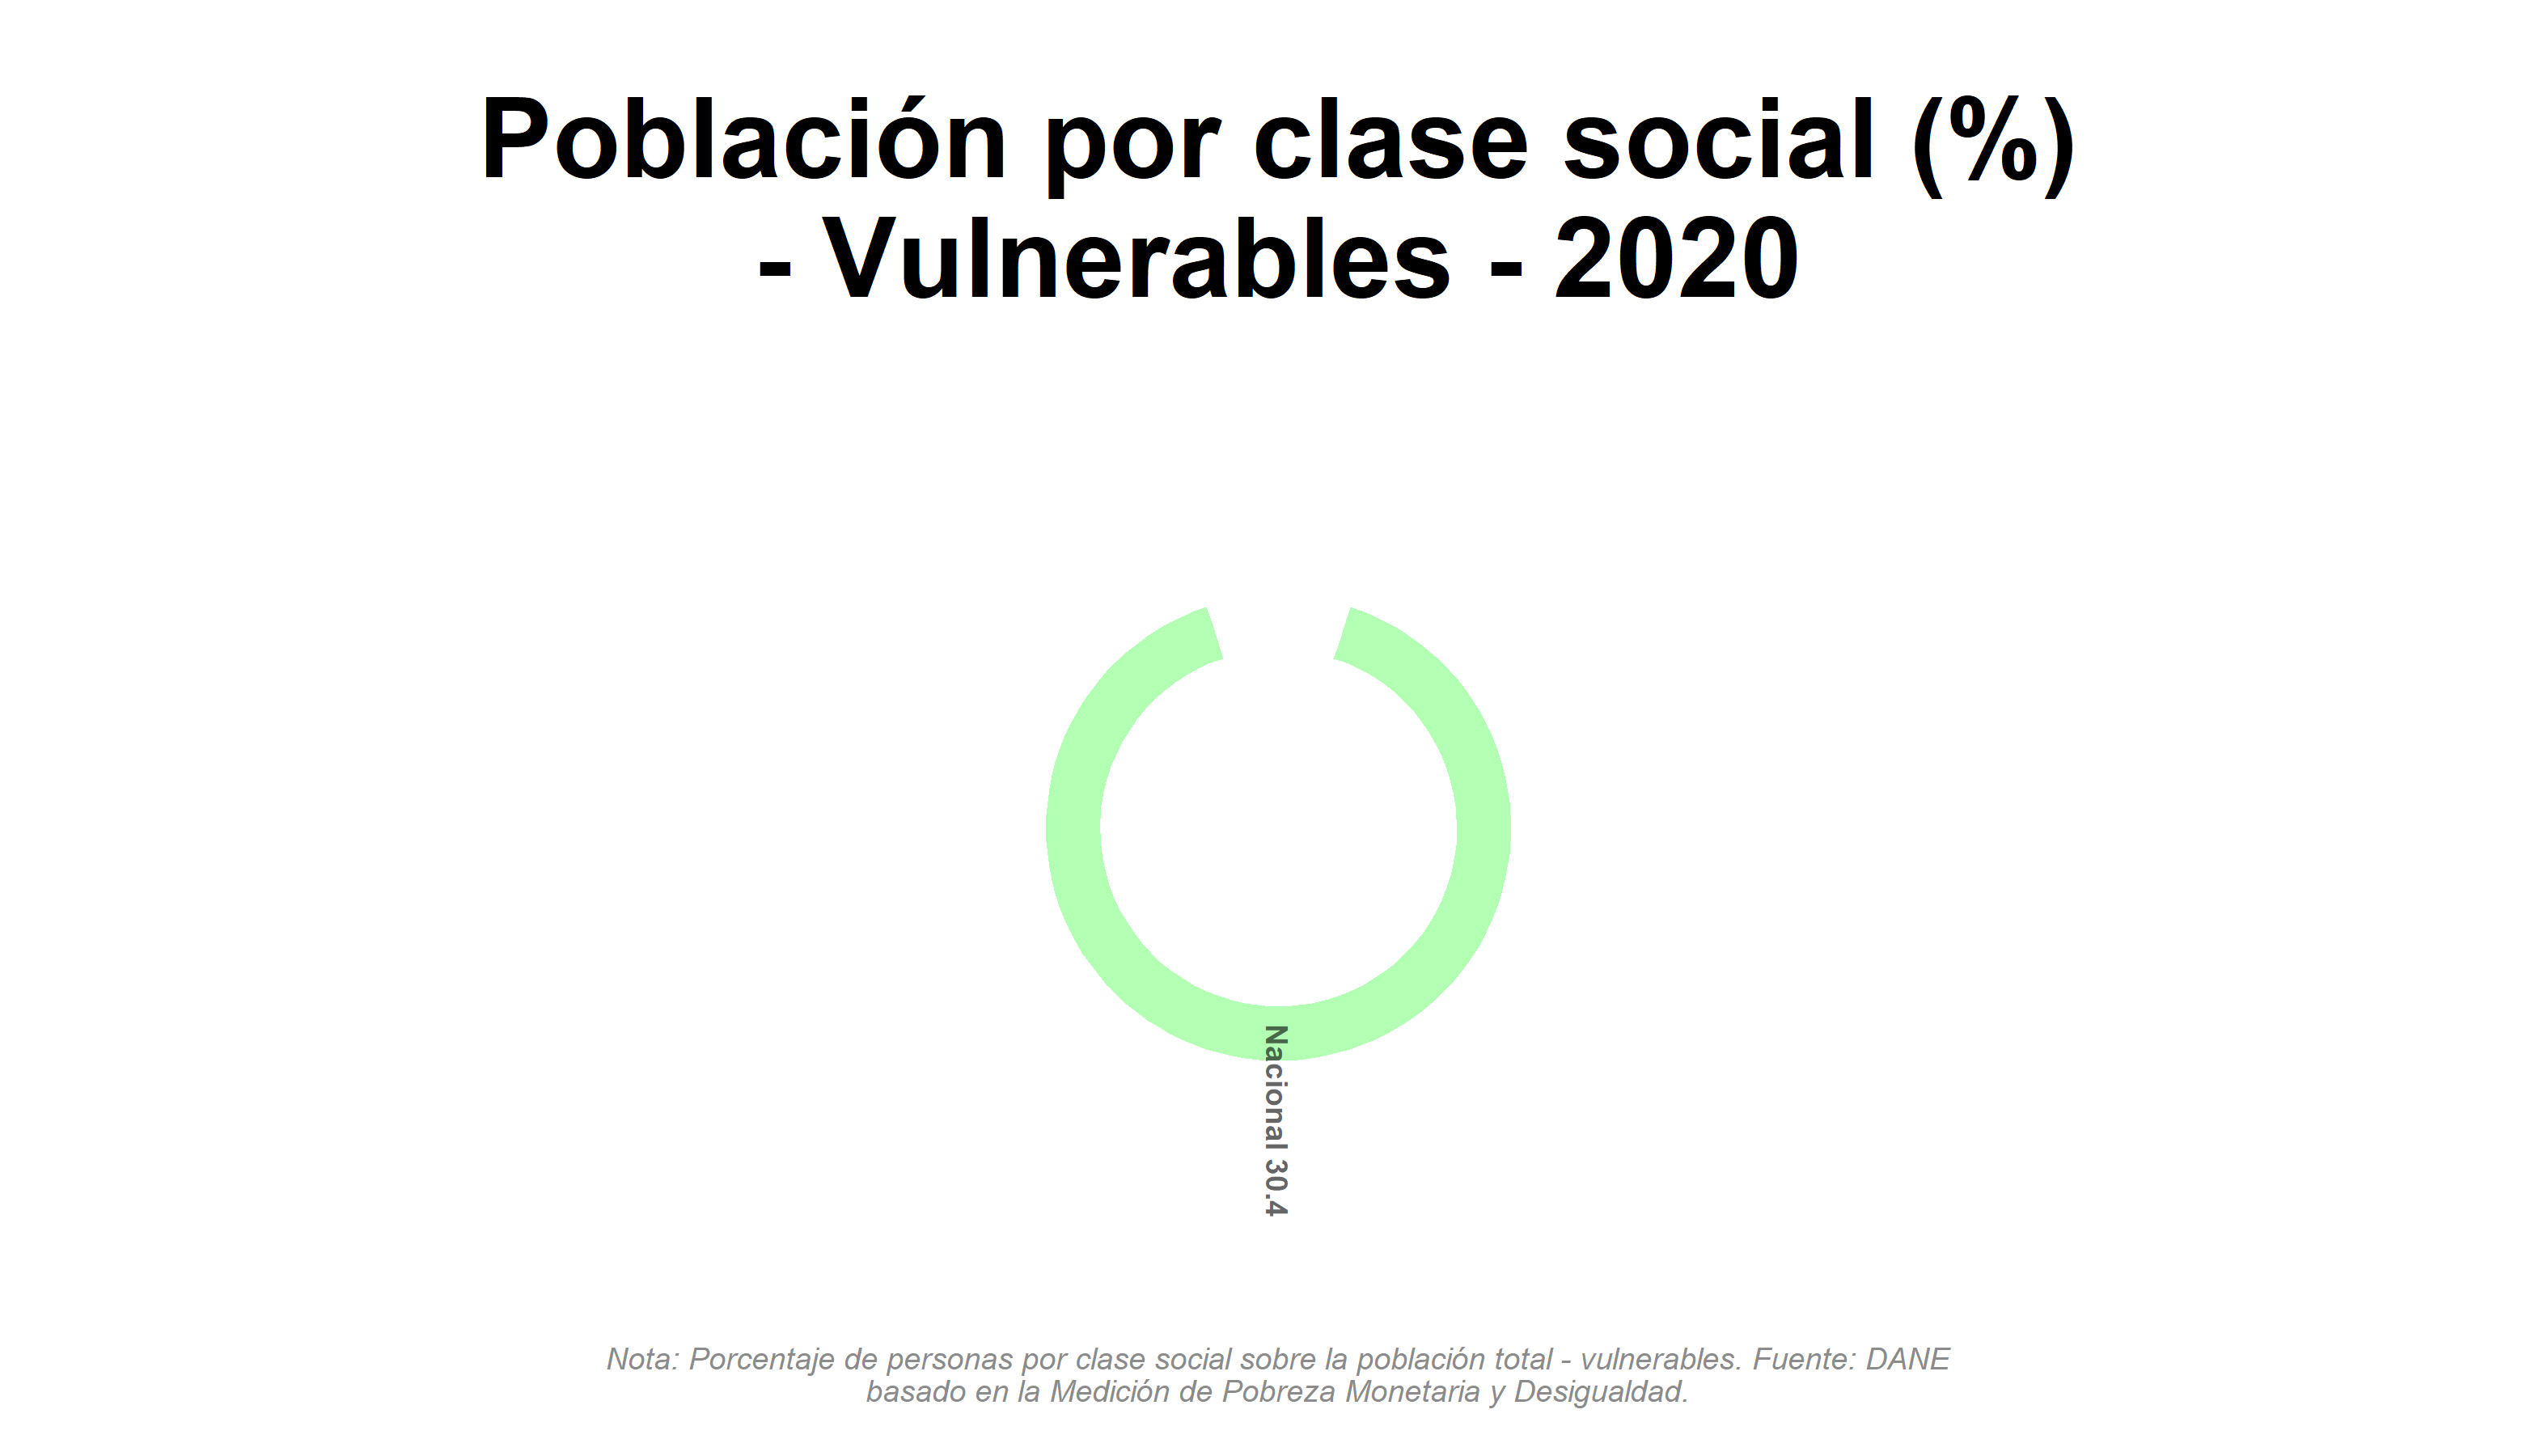 Población por clase social (%)
- Vulnerables - 2020
Nacional 30.4
Nota: Porcentaje de personas por clase social sobre la población total - vulnerables. Fuente: DANE
basado en la Medición de Pobreza Monetaria y Desigualdad.